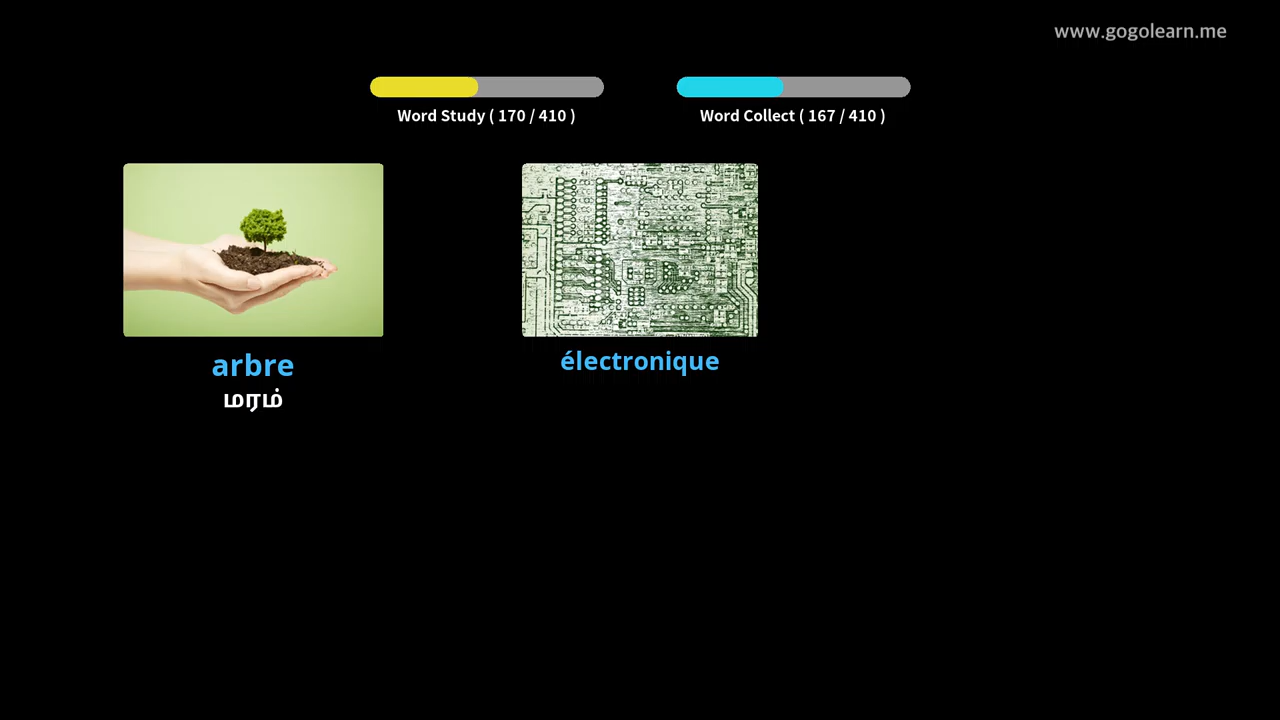 www.gogolearn.me
Word Study ( 170 / 410 )
Word Collect ( 167 / 410 )
arbre
மரம்
électronique